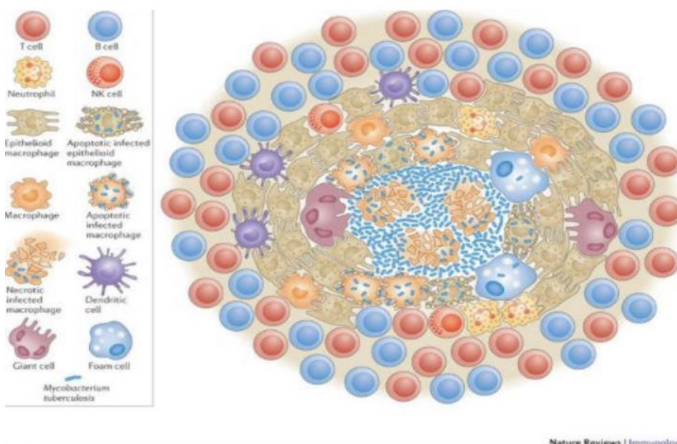 T cell
B cell
Neutrophil
NK cell
Epithelioid
macrophage
Apoptotic infected
epithelioid
macrophage
Macrophage
Apoptotic
infected
macrophage
Necrotic
infected
macrophage
Dendritic
cell
Giant cell
Foam cell
Mycobacterium
tuberculosis
Nature Reviews | Immunolo